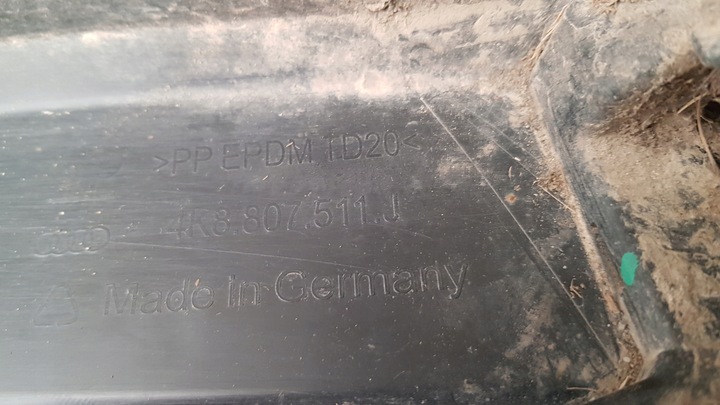 >PP EPDM TD20<
4K8.807.511.J
Made in Germany